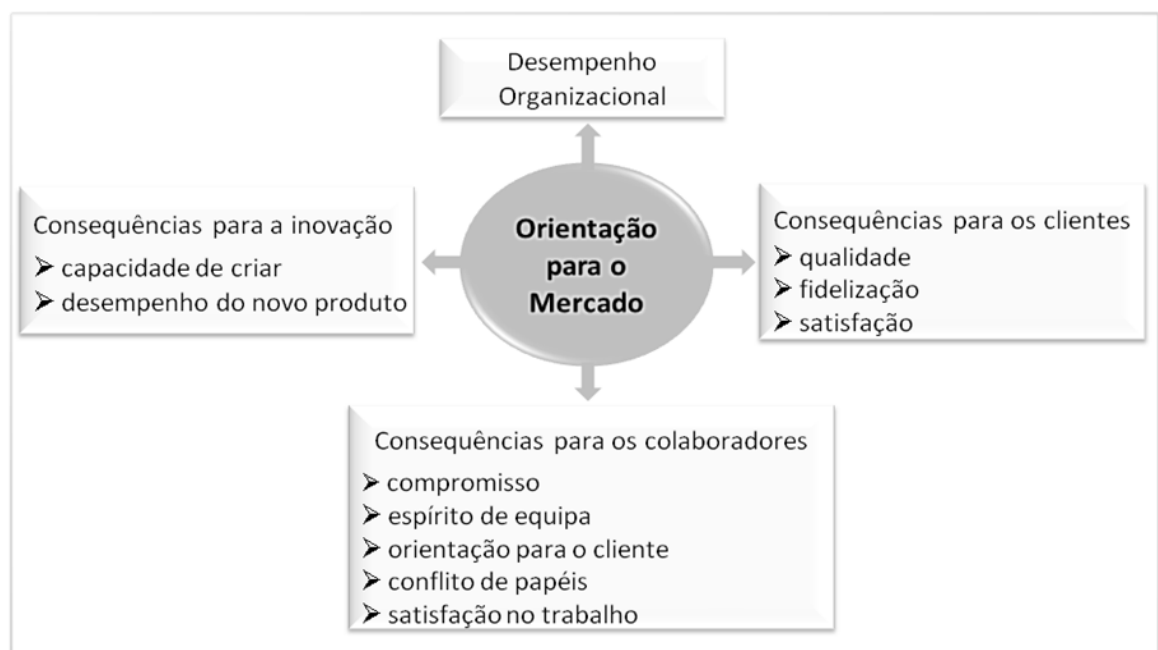 Desempenho
Organizacional
Consequências para a inovação
➢ capacidade de criar
➢ desempenho do novo produto
Orientação
para o
Mercado
Consequências para os clientes
➢ qualidade
➢ fidelização
➢ satisfação
Consequências para os colaboradores
➢ compromisso
➢ espírito de equipa
➢ orientação para o cliente
➢ conflito de papéis
➢ satisfação no trabalho